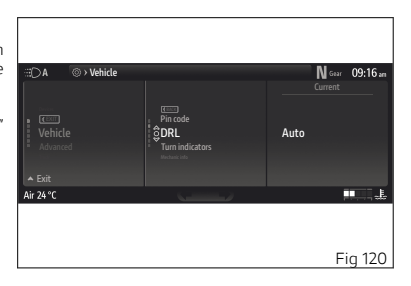 n
e
"
A
> Vehicle
N Gear 09:16 am
EXIT
Vehicle
Advanced
Exit
Pin code
DRL
Turn indicators
Current
Auto
Air 24 °C
Fig 120